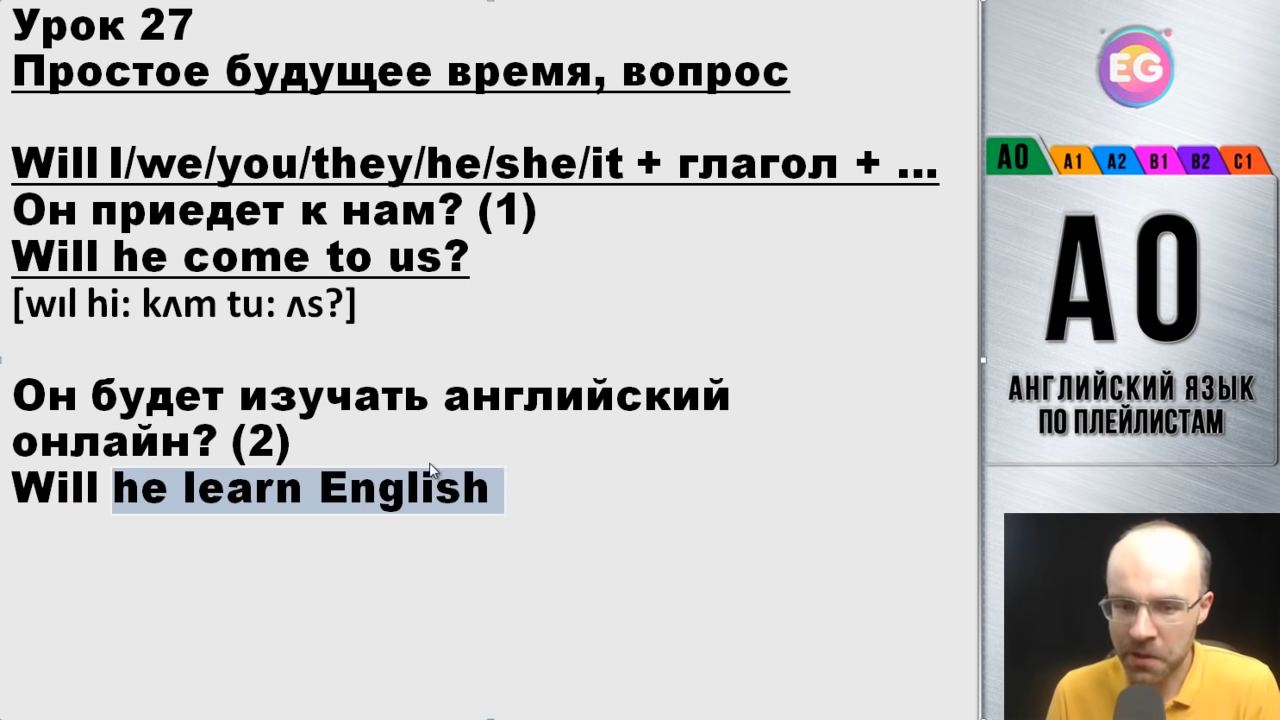 Урок 27
Простое будущее время, вопрос
Will I/we/you/they/he/she/it + глагол + ...
Он приедет к нам? (1)
Will he come to us?
[wɪl hi: kʌm tu: ʌs?]
Он будет изучать английский
онлайн? (2)
Will he learn English
EG
A0 A1 A2 B1 B2 C1
A0
АНГЛИЙСКИЙ ЯЗЫК
ПО ПЛЕЙЛИСТАМ